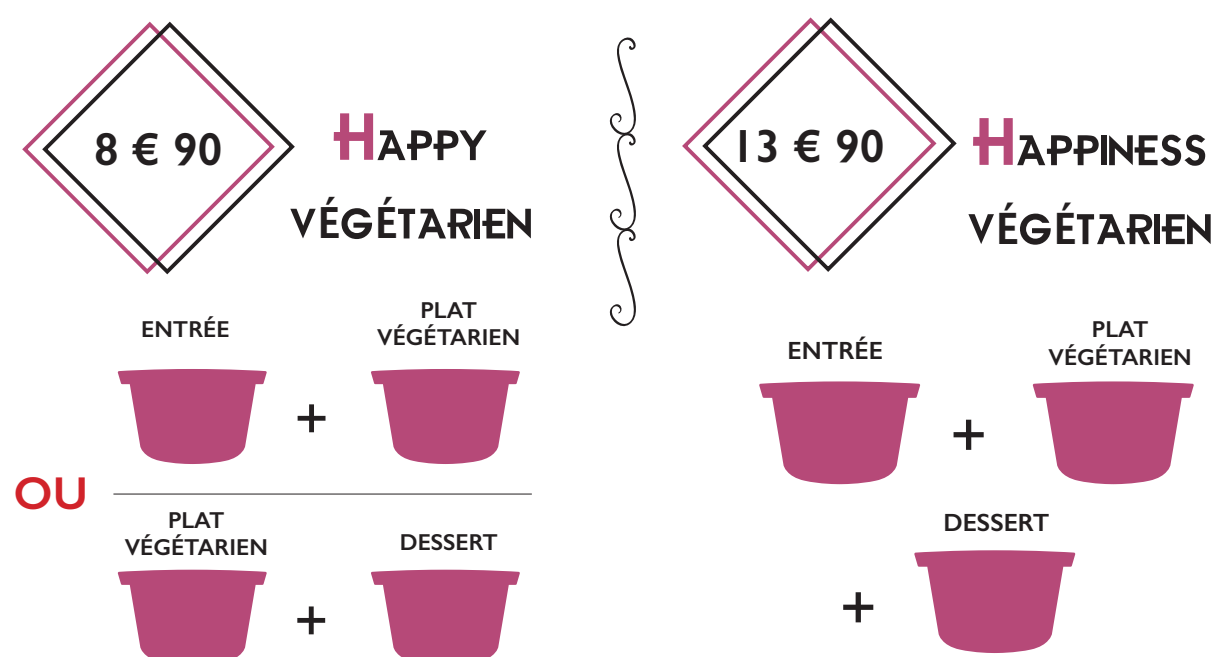 8 € 90
HAPPY
VÉGÉTARIEN
ENTRÉE
PLAT
VÉGÉTARIEN
+
OU
PLAT
VÉGÉTARIEN
DESSERT
+
13 € 90
HAPPINESS
VÉGÉTARIEN
ENTRÉE
PLAT
VÉGÉTARIEN
+
DESSERT
+